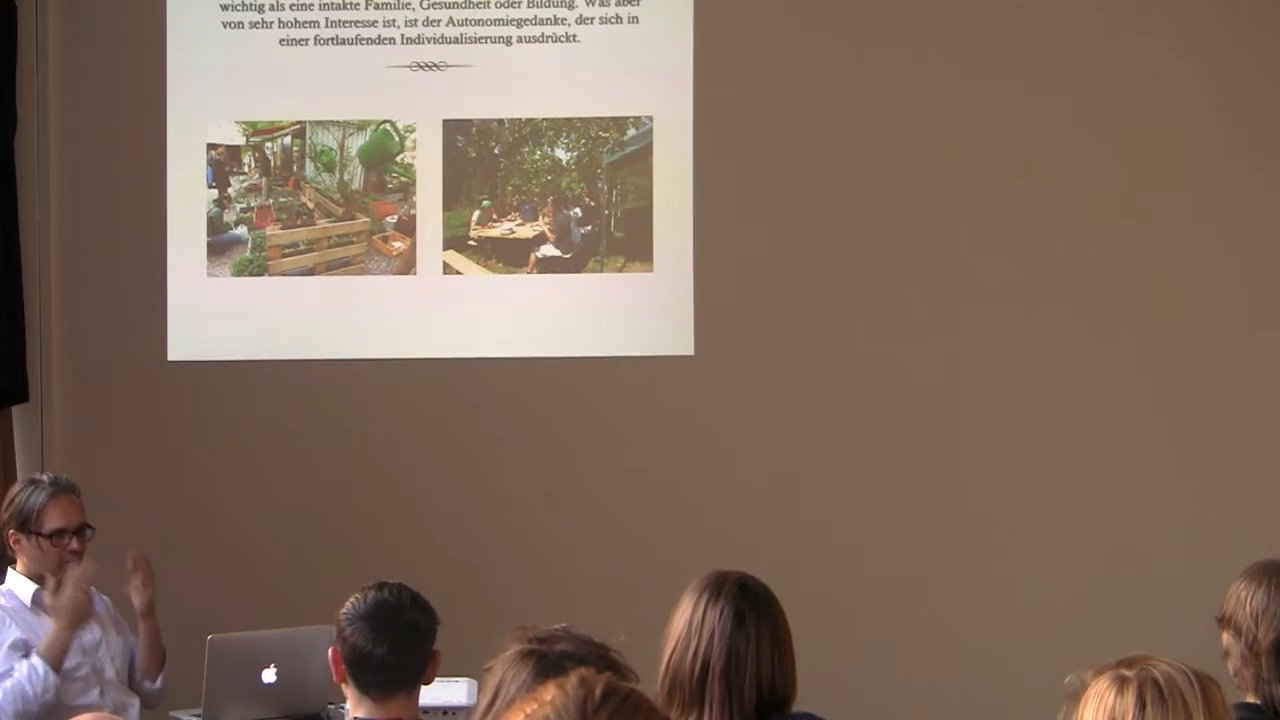 wichtig als eine intakte Familie, Gesundheit oder Bildung. Was aber
von sehr hohem Interesse ist, ist der Autonomiegedanke, der sich in
einer fortlaufenden Individualisierung ausdrückt.